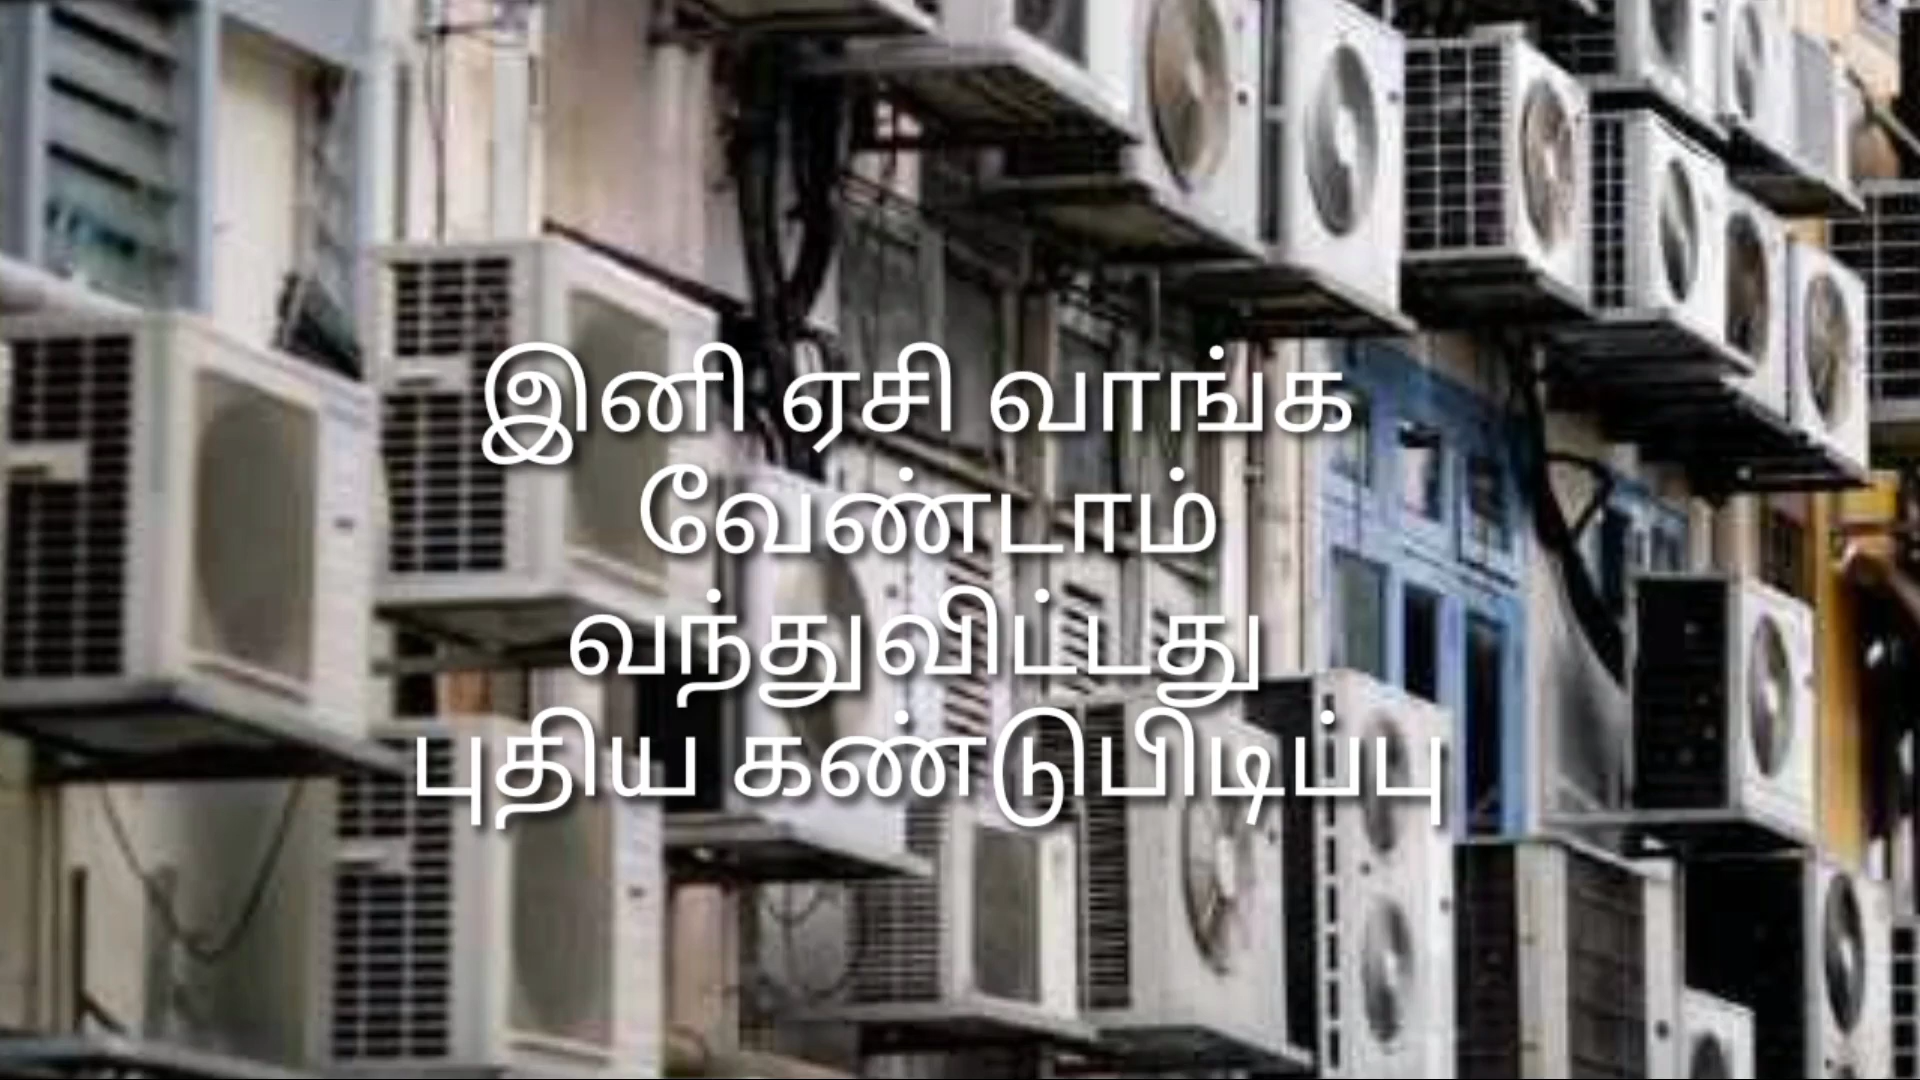 இனி ஏசி வாங்க
வேண்டாம்
வந்துவிட்டது
புதிய கண்டுபிடிப்பு